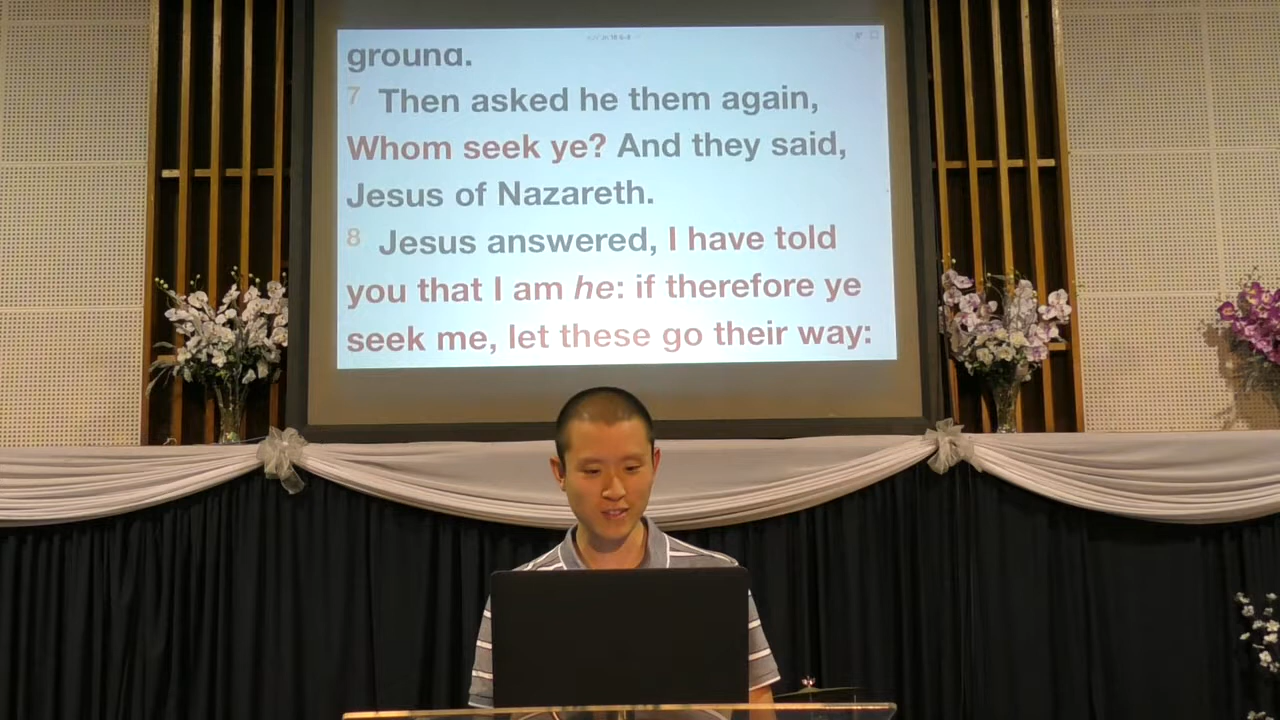 ground.
7 Then asked he them again,
Whom seek ye? And they said,
Jesus of Nazareth.
8 Jesus answered, I have told
you that I am he: if therefore ye
seek me, let these go their way: